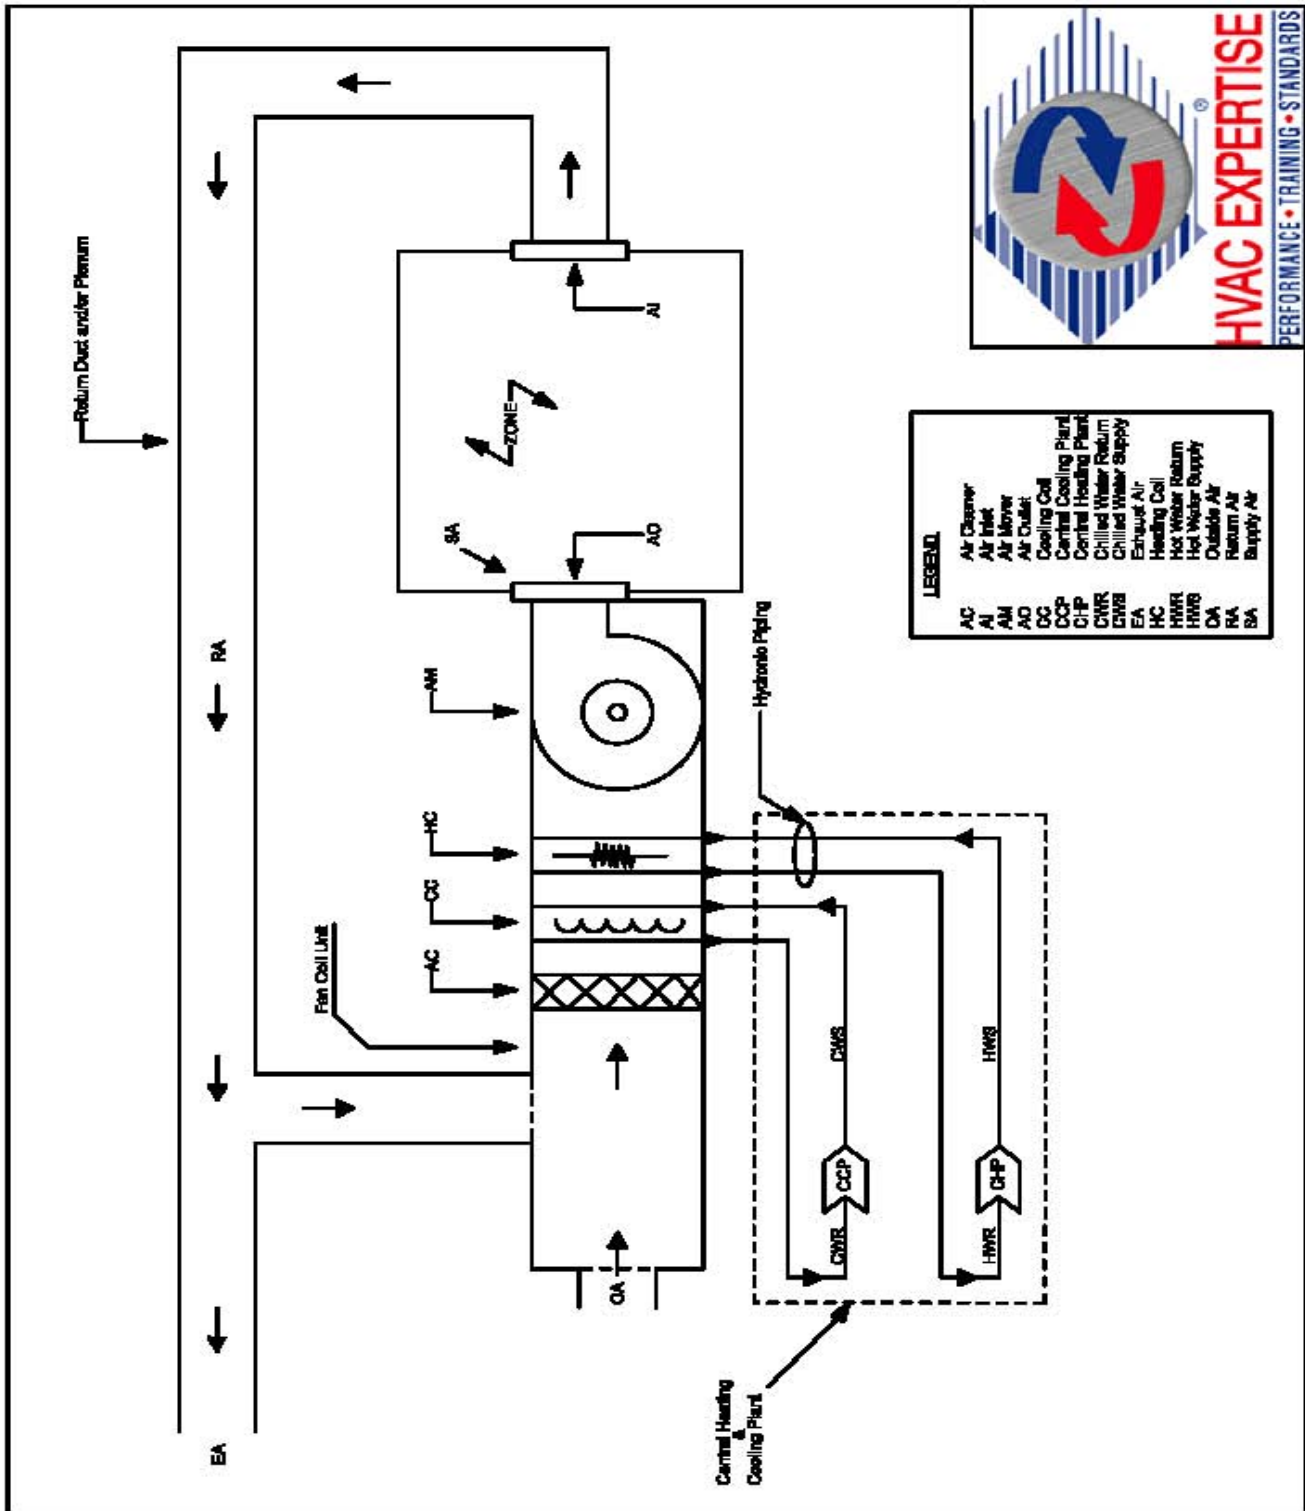 EA
RA
Return Duct and/or Plenum
Fan Coil Unit
AC
CC
HC
AM
SA
ZONE
AO
AI
OA
Hydronic Piping
CWR
CCP
CWS
HWR
CHP
HWS
Central Heating
&
Cooling Plant
LEGEND
AC Air Cleaner
AI Air Inlet
AM Air Mover
AO Air Outlet
CC Cooling Coil
CCP Central Cooling Plant
CHP Central Heating Plant
CWR Chilled Water Return
CWS Chilled Water Supply
EA Exhaust Air
HC Heating Coil
HWR Hot Water Return
HWS Hot Water Supply
OA Outside Air
RA Return Air
SA Supply Air
HVAC EXPERTISE ®
PERFORMANCE • TRAINING • STANDARDS